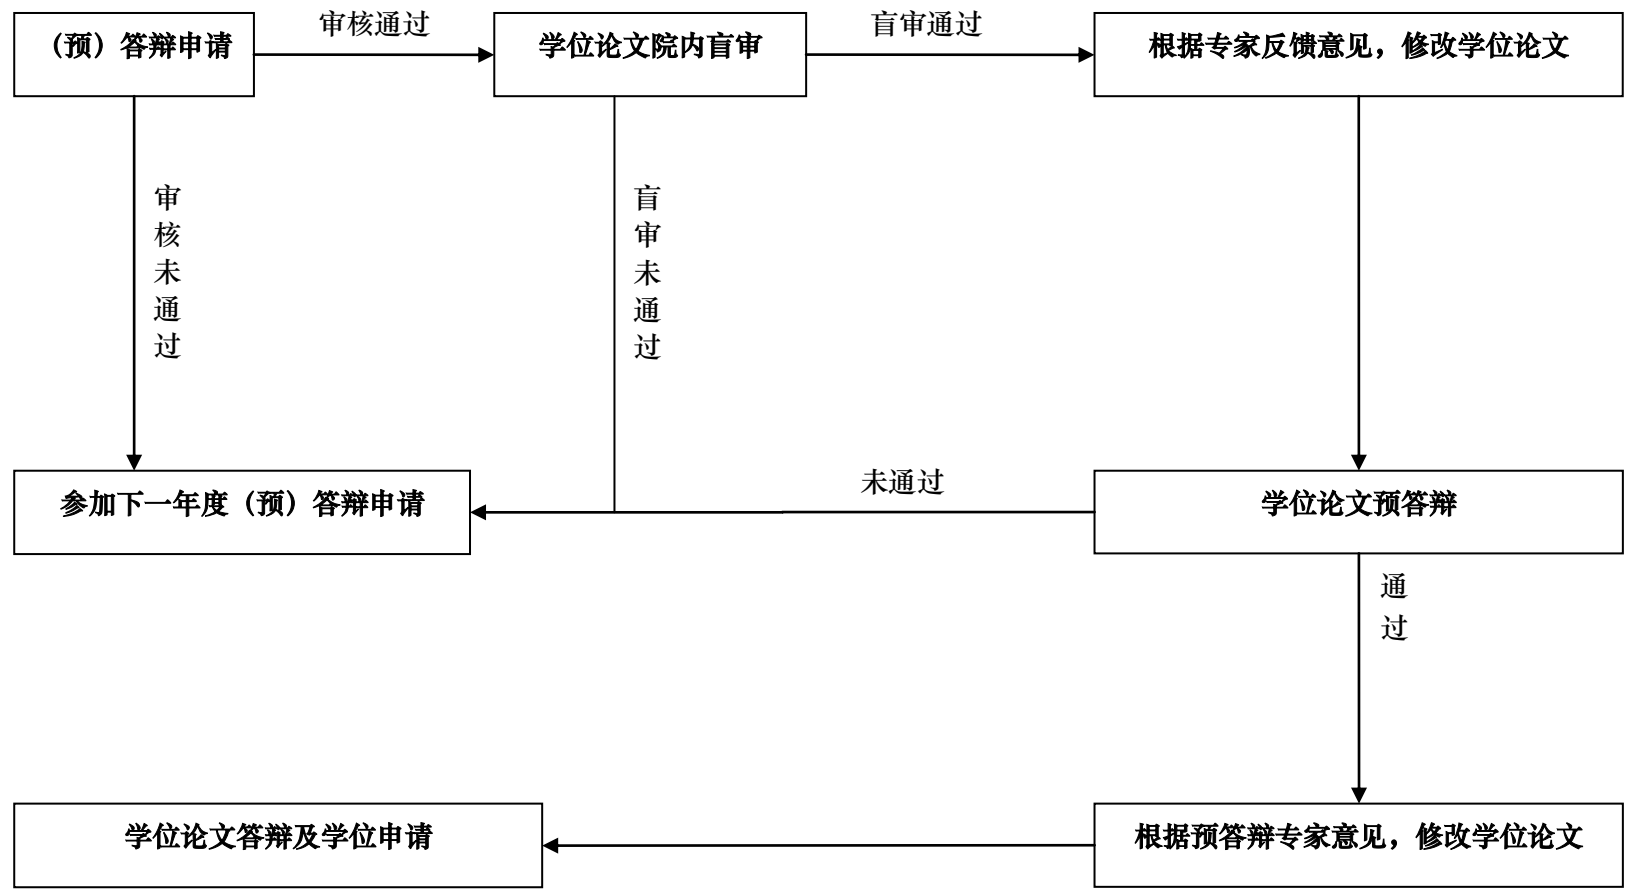 （预）答辩申请
审核通过
学位论文院内盲审
盲审通过
根据专家反馈意见，修改学位论文
审核未通过
盲审未通过
参加下一年度（预）答辩申请
未通过
学位论文预答辩
通过
学位论文答辩及学位申请
根据预答辩专家意见，修改学位论文